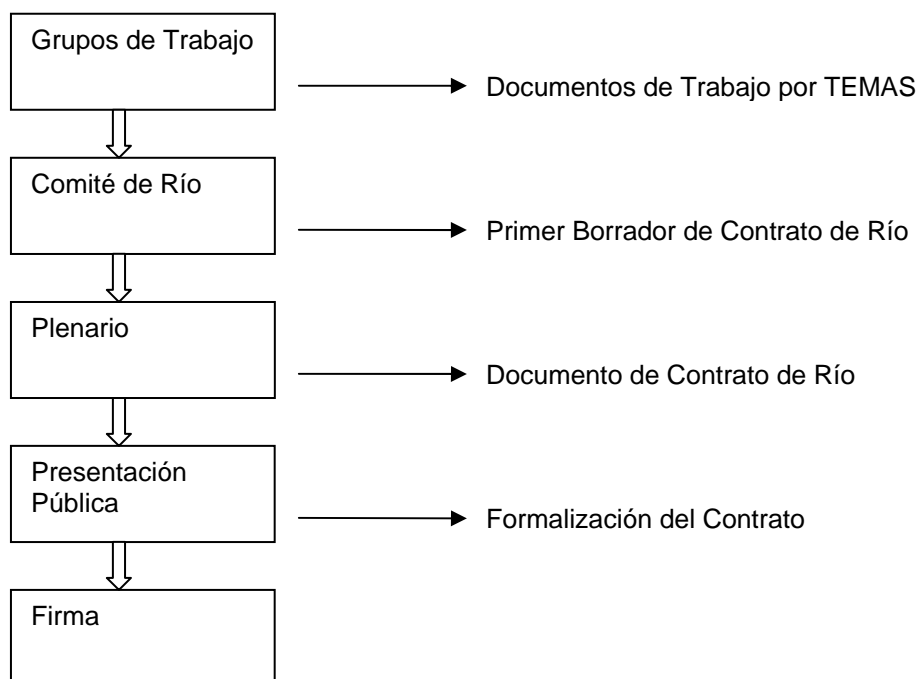 Grupos de Trabajo
Documentos de Trabajo por TEMAS
Comité de Río
Primer Borrador de Contrato de Río
Plenario
Documento de Contrato de Río
Presentación
Pública
Formalización del Contrato
Firma